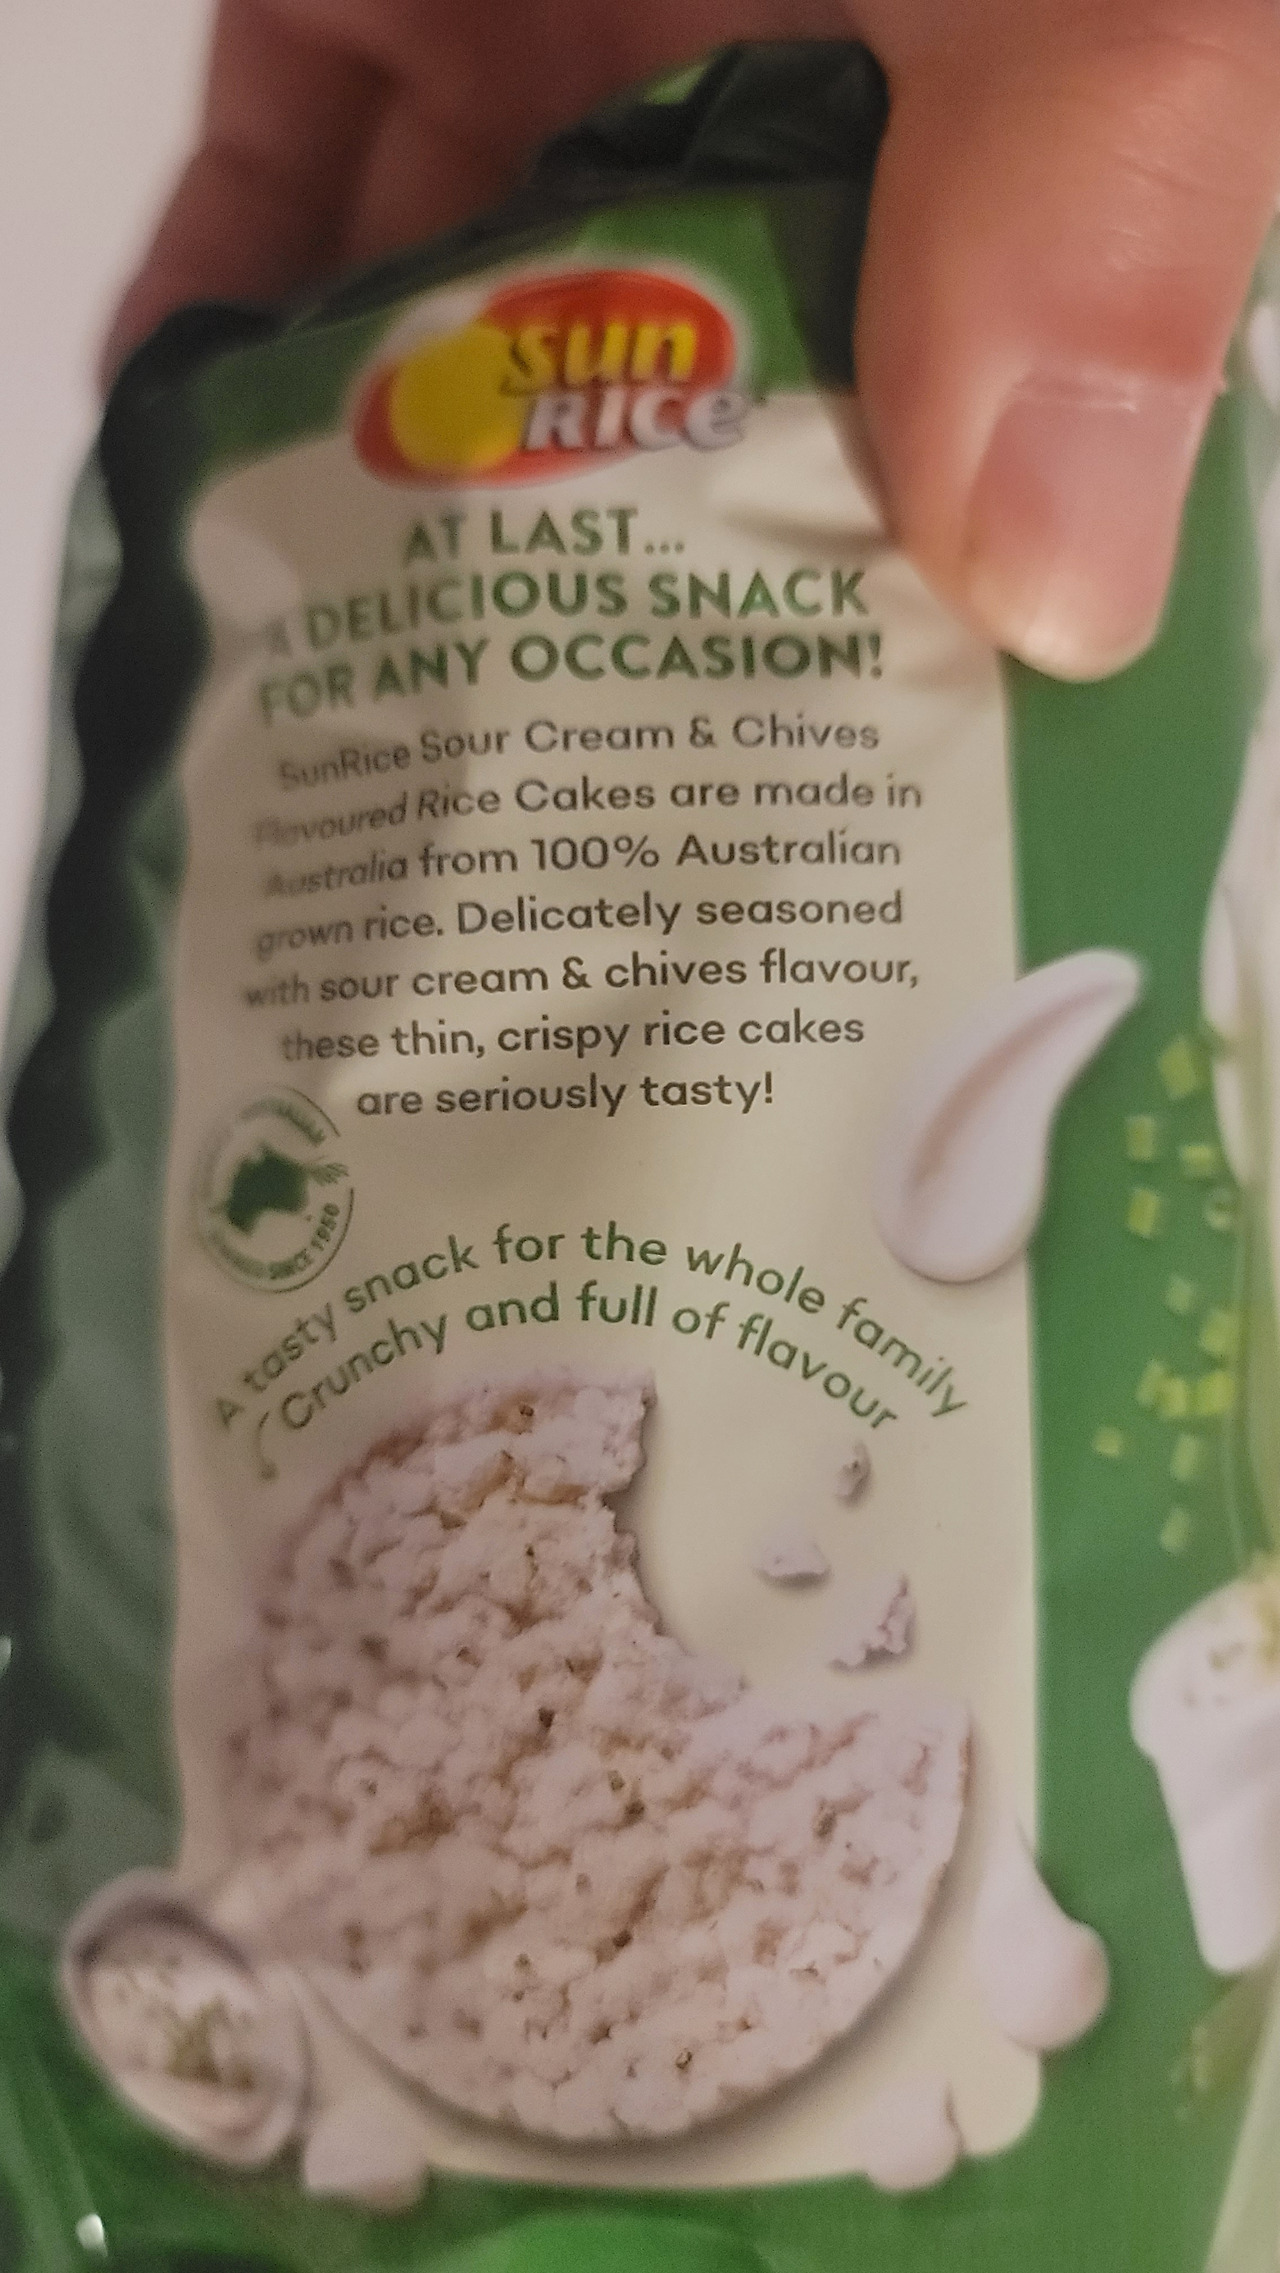 sun
RICe
AT LAST...
A DELICIOUS SNACK
FOR ANY OCCASION!
SunRice Sour Cream & Chives
Flavoured Rice Cakes are made in
Australia from 100% Australian
grown rice. Delicately seasoned
with sour cream & chives flavour,
these thin, crispy rice cakes
are seriously tasty!
SINCE 1950
A tasty snack for the whole family
Crunchy and full of flavour